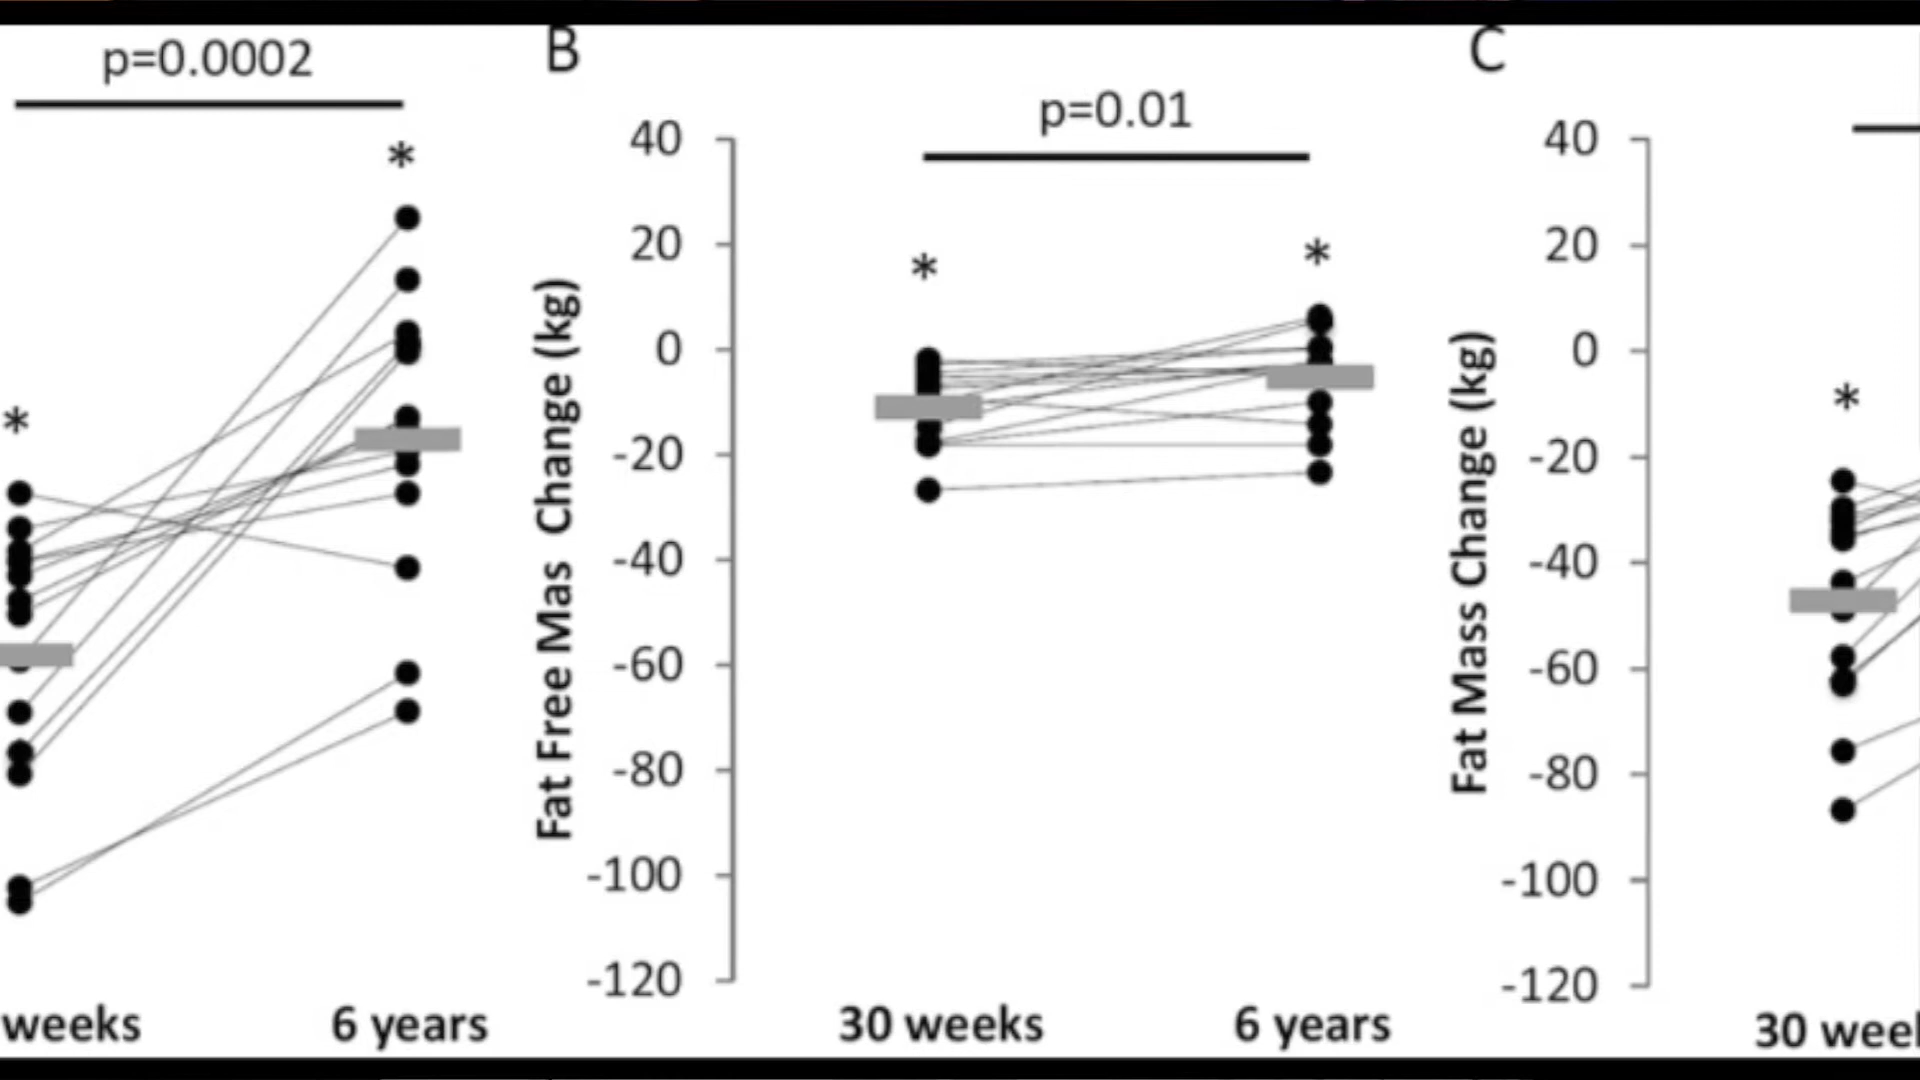 p=0.0002
*
*
weeks
6 years
B
p=0.01
*
*
40
20
0
-20
-40
-60
-80
-100
-120
Fat Free Mas Change (kg)
30 weeks
6 years
C
*
40
20
0
-20
-40
-60
-80
-100
-120
Fat Mass Change (kg)
30 week